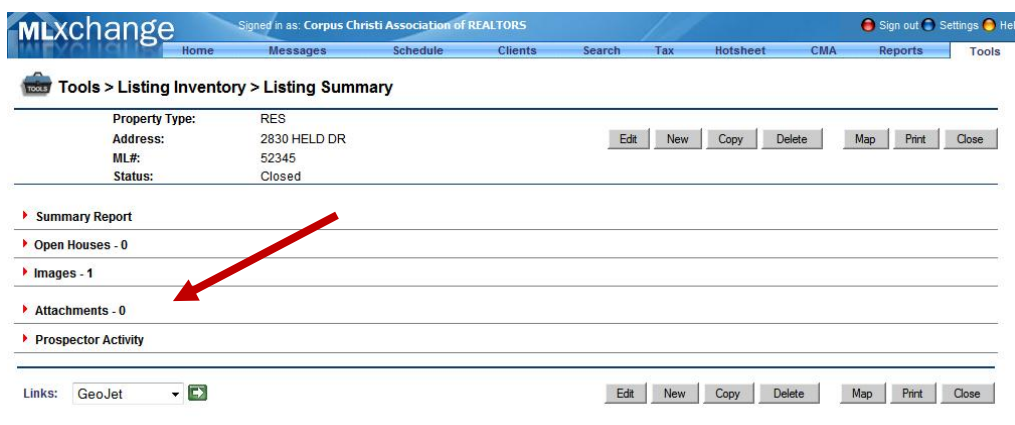 MLXchange Signed in as: Corpus Christi Association of REALTORS Sign out Settings Hel
Home Messages Schedule Clients Search Tax Hotsheet CMA Reports Tools
TOOLS Tools > Listing Inventory > Listing Summary
Property Type: RES
Address: 2830 HELD DR Edit New Copy Delete Map Print Close
ML#: 52345
Status: Closed
Summary Report
Open Houses - 0
Images - 1
Attachments - 0
Prospector Activity
Links: GeoJet Edit New Copy Delete Map Print Close